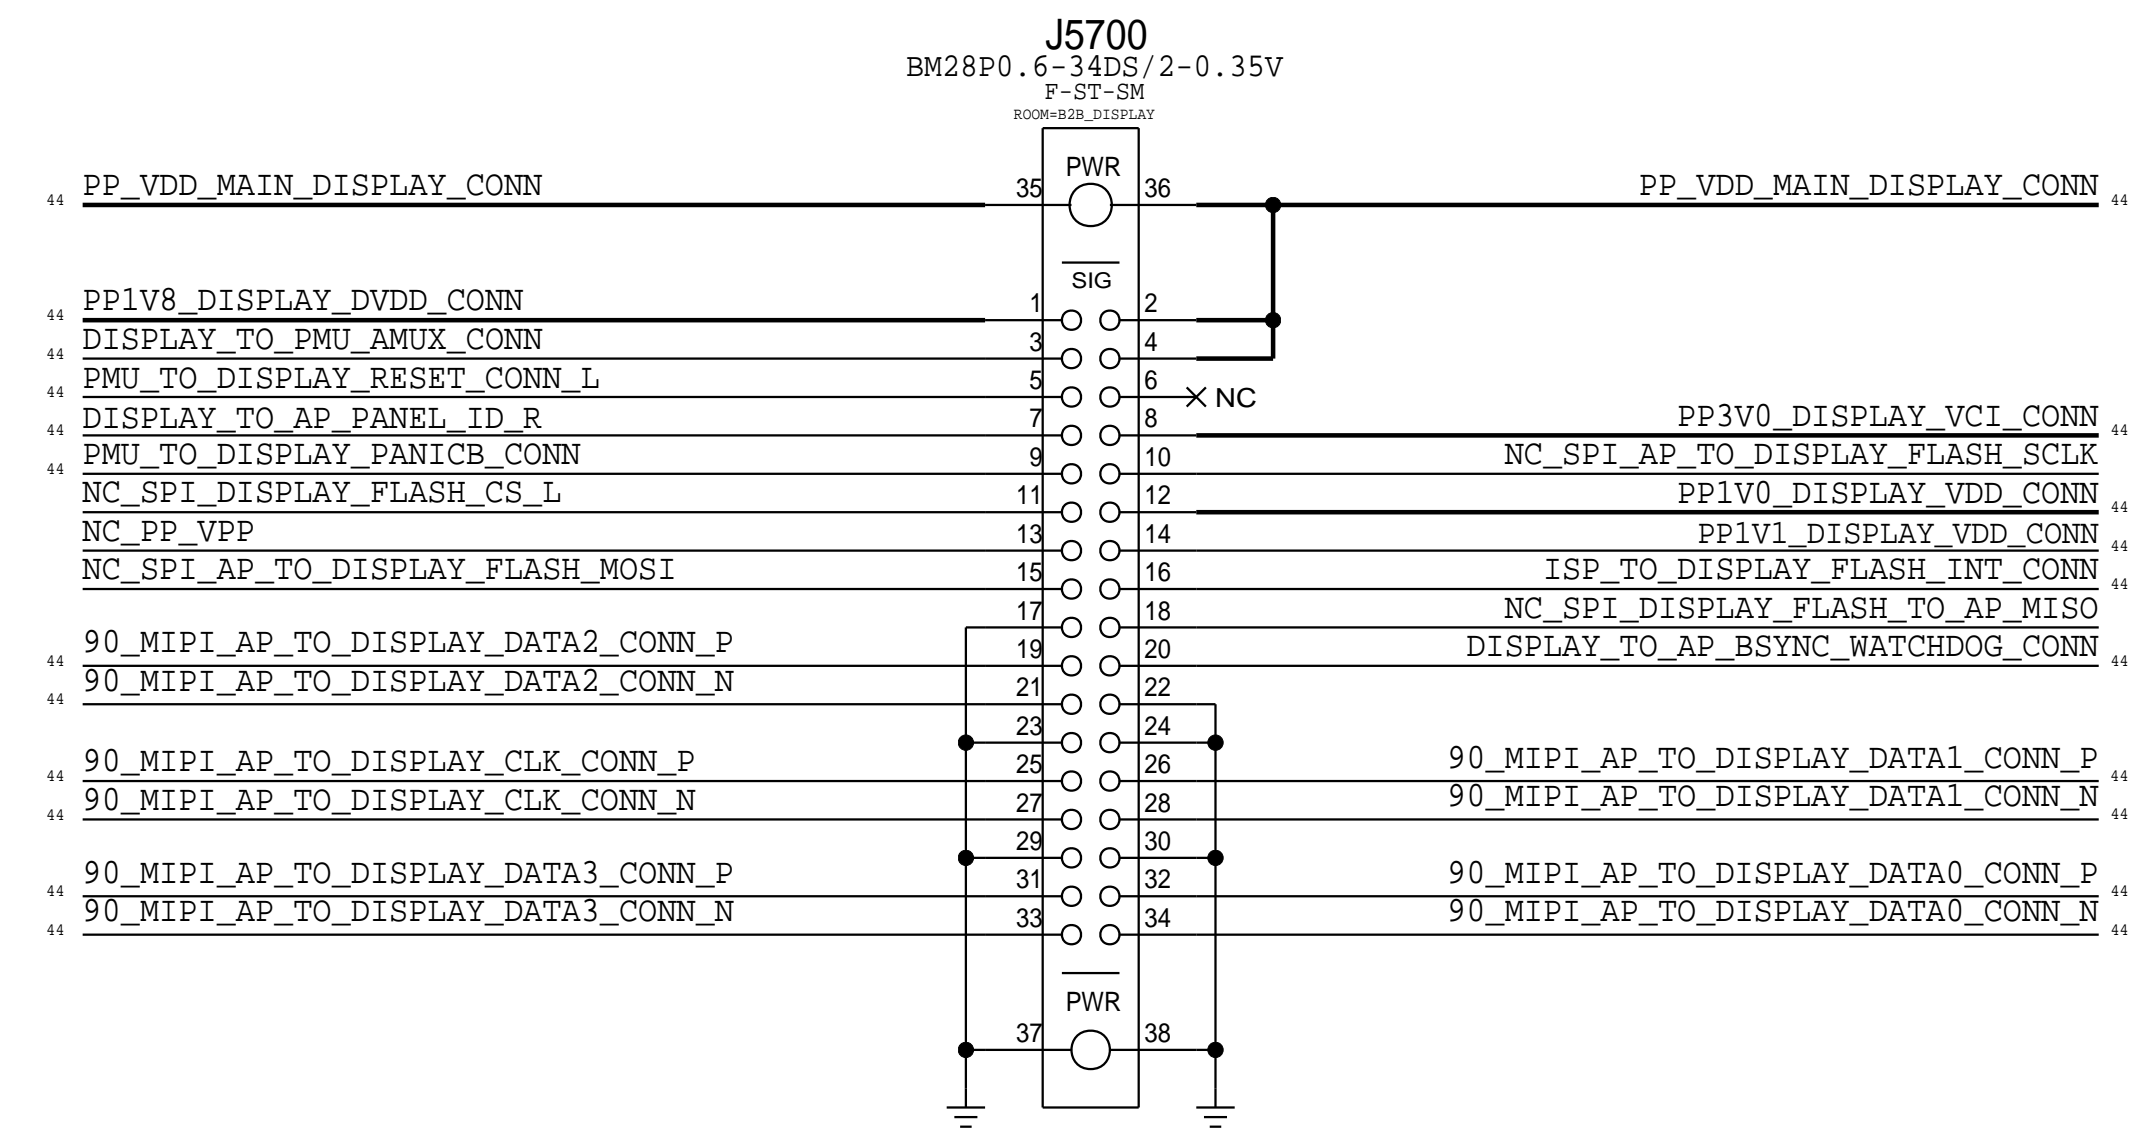 J5700
BM28P0.6-34DS/2-0.35V
F-ST-SM
ROOM=B2B_DISPLAY
PWR
44 PP_VDD_MAIN_DISPLAY_CONN 35 36 PP_VDD_MAIN_DISPLAY_CONN 44
SIG
44 PP1V8_DISPLAY_DVDD_CONN 1 2
44 DISPLAY_TO_PMU_AMUX_CONN 3 4
44 PMU_TO_DISPLAY_RESET_CONN_L 5 6 NC
44 DISPLAY_TO_AP_PANEL_ID_R 7 8 PP3V0_DISPLAY_VCI_CONN 44
44 PMU_TO_DISPLAY_PANICB_CONN 9 10 NC_SPI_AP_TO_DISPLAY_FLASH_SCLK
NC_SPI_DISPLAY_FLASH_CS_L 11 12 PP1V0_DISPLAY_VDD_CONN 44
NC_PP_VPP 13 14 PP1V1_DISPLAY_VDD_CONN 44
NC_SPI_AP_TO_DISPLAY_FLASH_MOSI 15 16 ISP_TO_DISPLAY_FLASH_INT_CONN 44
17 18 NC_SPI_DISPLAY_FLASH_TO_AP_MISO
44 90_MIPI_AP_TO_DISPLAY_DATA2_CONN_P 19 20 DISPLAY_TO_AP_BSYNC_WATCHDOG_CONN 44
44 90_MIPI_AP_TO_DISPLAY_DATA2_CONN_N 21 22
23 24
44 90_MIPI_AP_TO_DISPLAY_CLK_CONN_P 25 26 90_MIPI_AP_TO_DISPLAY_DATA1_CONN_P 44
44 90_MIPI_AP_TO_DISPLAY_CLK_CONN_N 27 28 90_MIPI_AP_TO_DISPLAY_DATA1_CONN_N 44
29 30
44 90_MIPI_AP_TO_DISPLAY_DATA3_CONN_P 31 32 90_MIPI_AP_TO_DISPLAY_DATA0_CONN_P 44
44 90_MIPI_AP_TO_DISPLAY_DATA3_CONN_N 33 34 90_MIPI_AP_TO_DISPLAY_DATA0_CONN_N 44
PWR
37 38